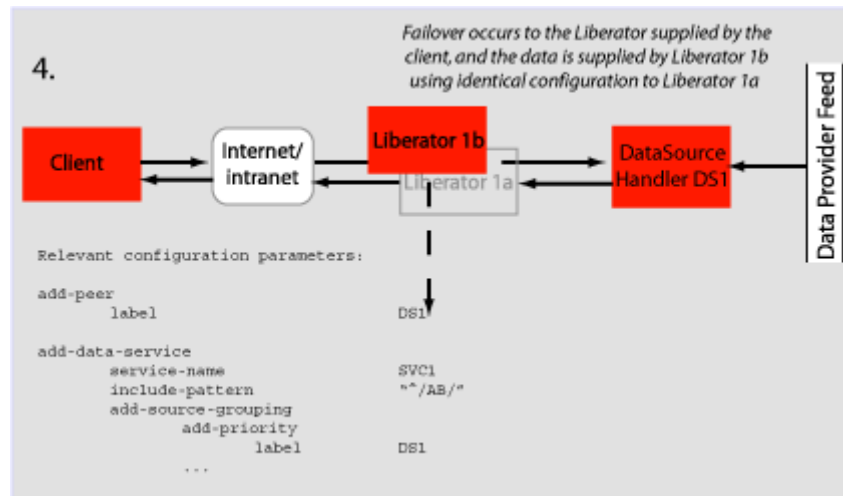 4.
Failover occurs to the Liberator supplied by the
client, and the data is supplied by Liberator 1b
using identical configuration to Liberator 1a
Client
Internet/
intranet
Liberator 1b
Liberator 1a
DataSource
Handler DS1
Data Provider Feed
Relevant configuration parameters:
add-peer
label DS1
add-data-service
service-name SVC1
include-pattern "^/AB/"
add-source-grouping
add-priority
label DS1
...